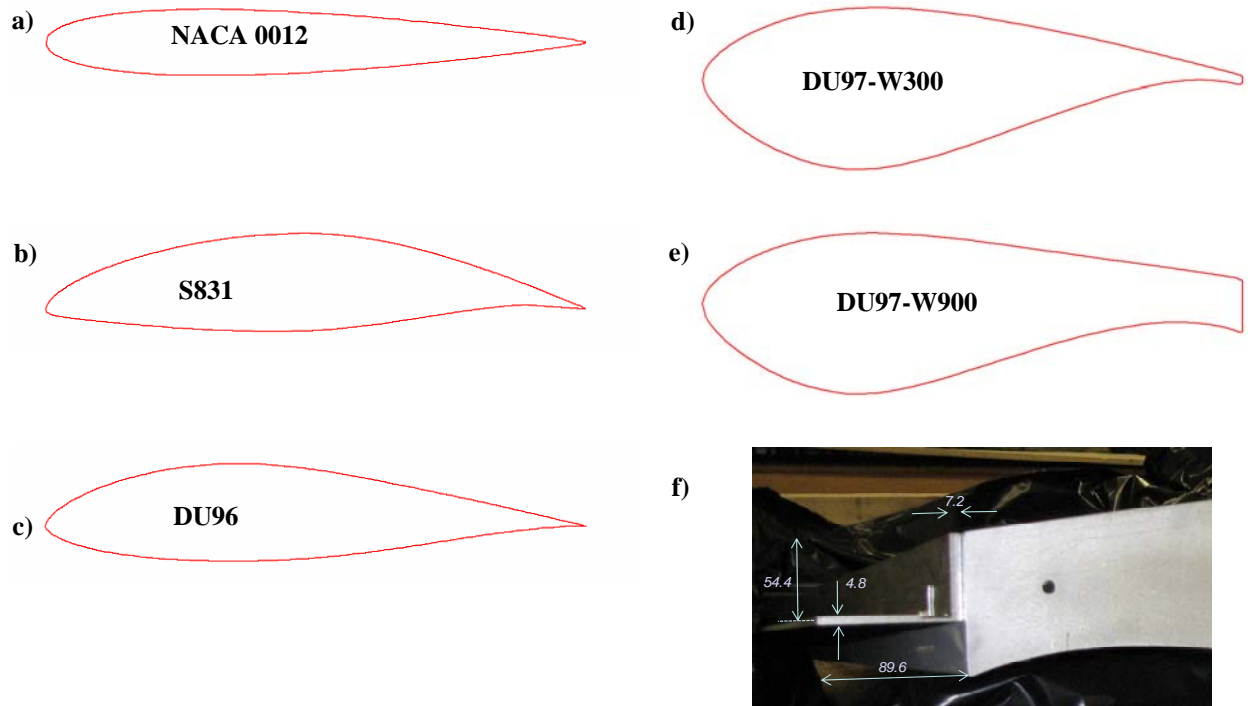 a)
NACA 0012
b)
S831
c)
DU96
d)
DU97-W300
e)
DU97-W900
f)
7.2
54.4
4.8
89.6